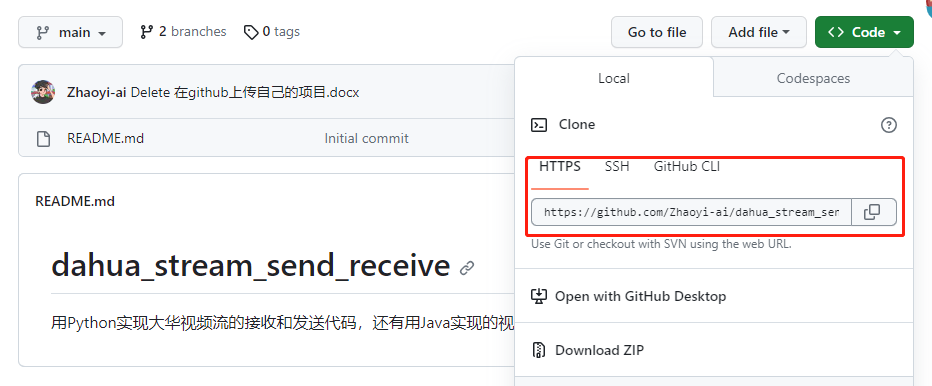 main
2 branches
0 tags
Go to file
Add file
Code
Zhaoyi-ai Delete 在github上传自己的项目.docx
README.md
Initial commit
README.md
dahua_stream_send_receive
用Python实现大华视频流的接收和发送代码，还有用Java实现的视
Local
Codespaces
Clone
HTTPS
SSH
GitHub CLI
https://github.com/Zhaoyi-ai/dahua_stream_sen
Use Git or checkout with SVN using the web URL.
Open with GitHub Desktop
Download ZIP